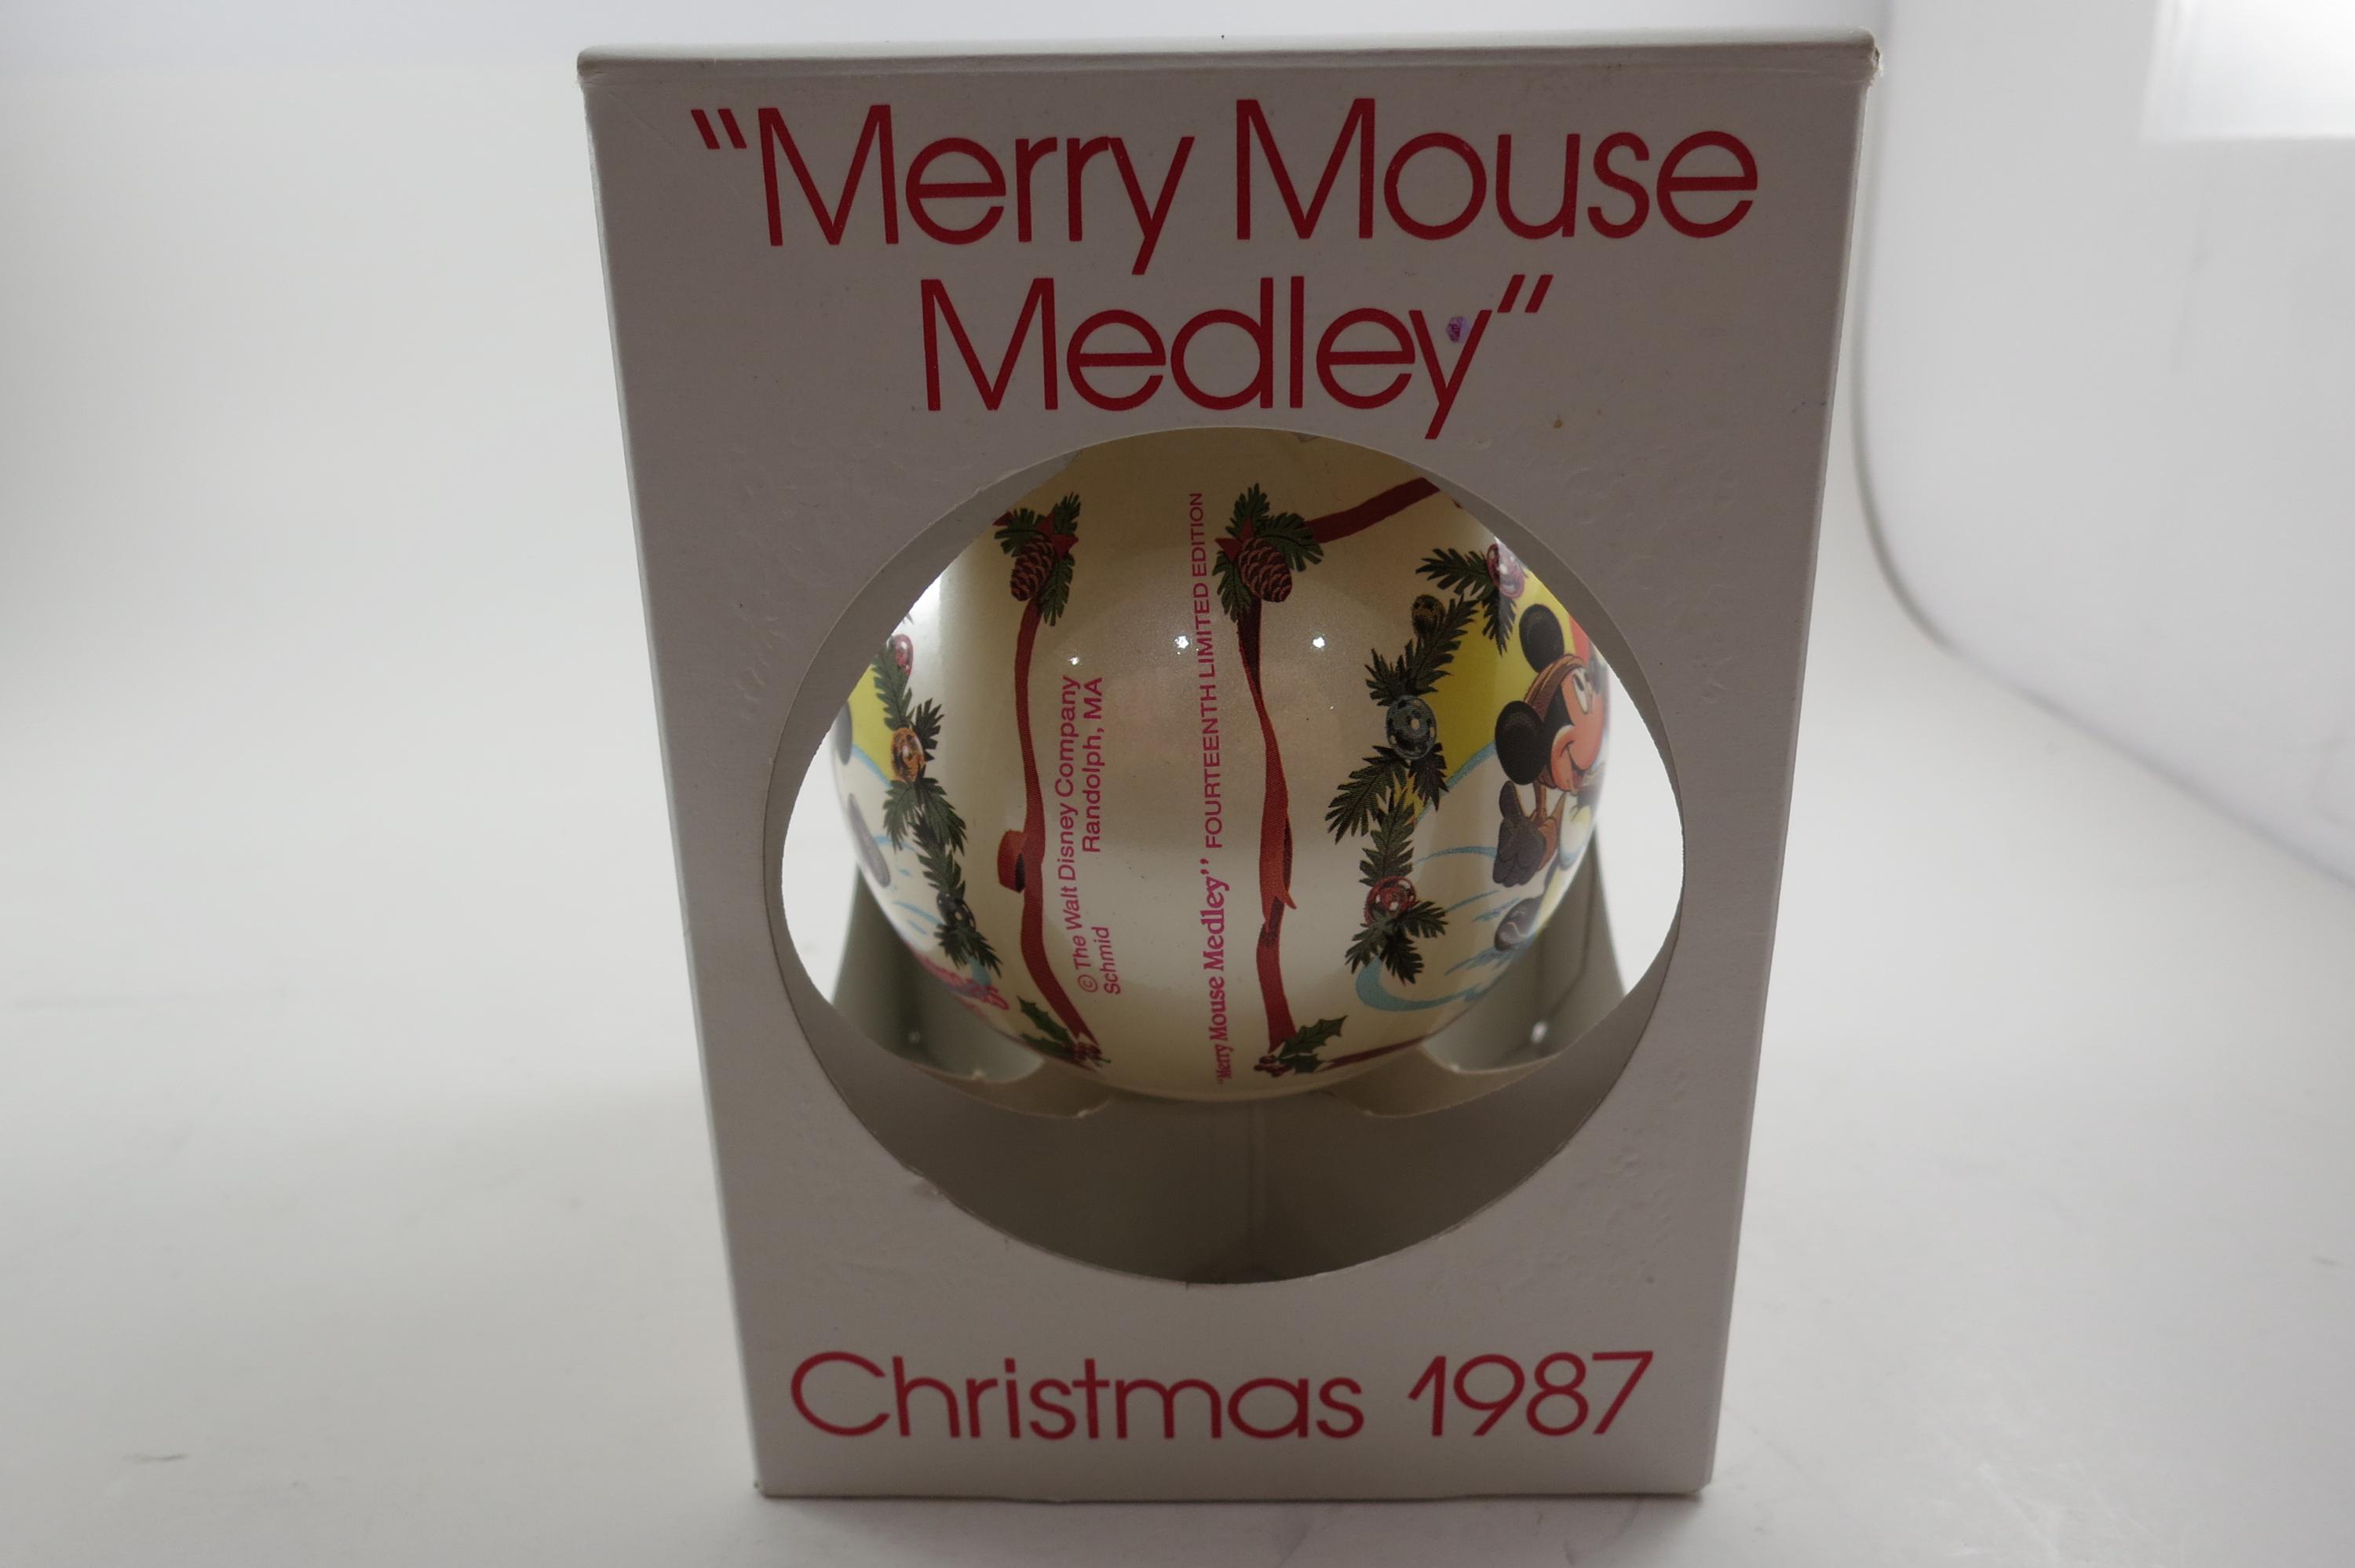 "Merry Mouse
Medley"
© The Walt Disney Company
Schmid Randolph, MA
"Merry Mouse Medley" FOURTEENTH LIMITED EDITION
Christmas 1987